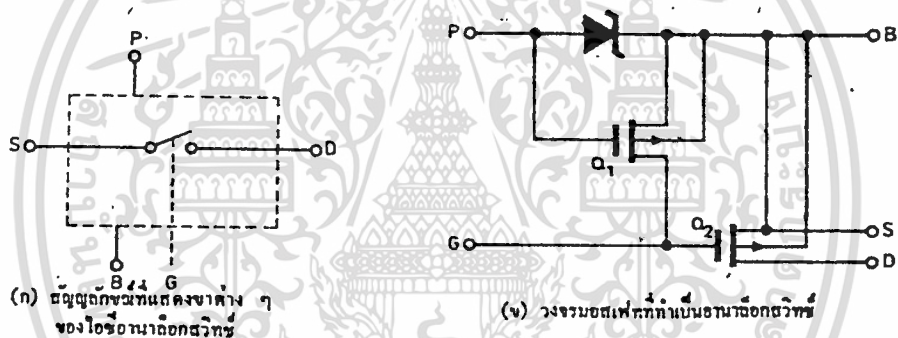 P
S
D
B
G
(ก) สัญญลักษณ์ที่แสดงขาต่าง ๆ
ของไอซีอานาล็อกสวิทช์
P
B
Q1
G
Q2
S
D
(ข) วงจรมอสเฟทที่ทำเป็นอานาล็อกสวิทช์